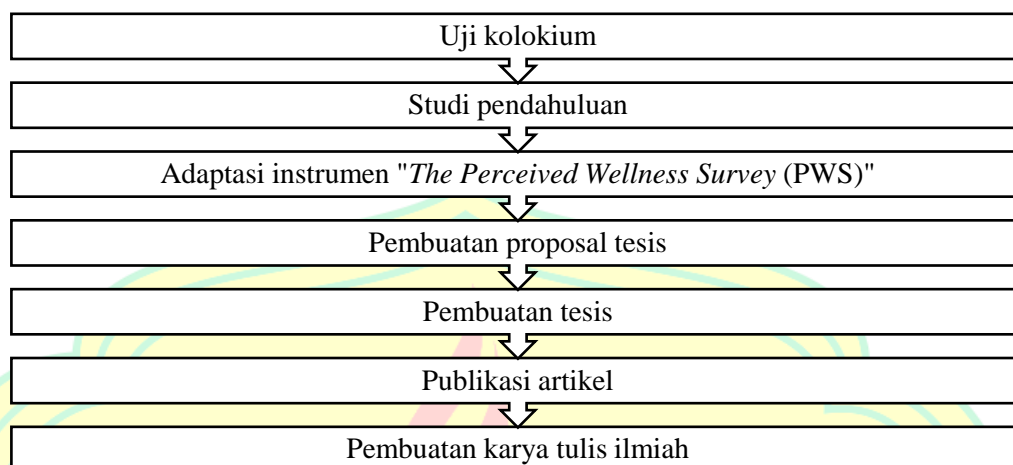 Uji kolokium
Studi pendahuluan
Adaptasi instrumen "The Perceived Wellness Survey (PWS)"
Pembuatan proposal tesis
Pembuatan tesis
Publikasi artikel
Pembuatan karya tulis ilmiah